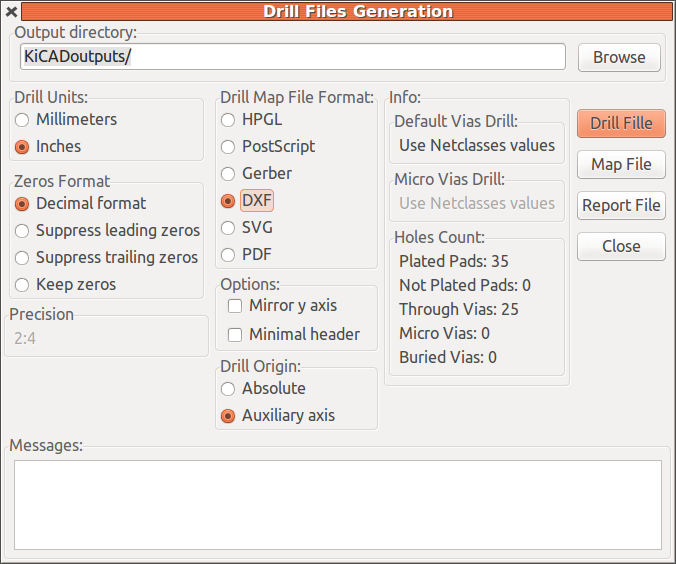 Drill Files Generation
Output directory:
KiCADoutputs/
Browse
Drill Units:
Millimeters
Inches
Zeros Format
Decimal format
Suppress leading zeros
Suppress trailing zeros
Keep zeros
Precision
2:4
Drill Map File Format:
HPGL
PostScript
Gerber
DXF
SVG
PDF
Options:
Mirror y axis
Minimal header
Drill Origin:
Absolute
Auxiliary axis
Info:
Default Vias Drill:
Use Netclasses values
Micro Vias Drill:
Use Netclasses values
Holes Count:
Plated Pads: 35
Not Plated Pads: 0
Through Vias: 25
Micro Vias: 0
Buried Vias: 0
Drill Fille
Map File
Report File
Close
Messages: